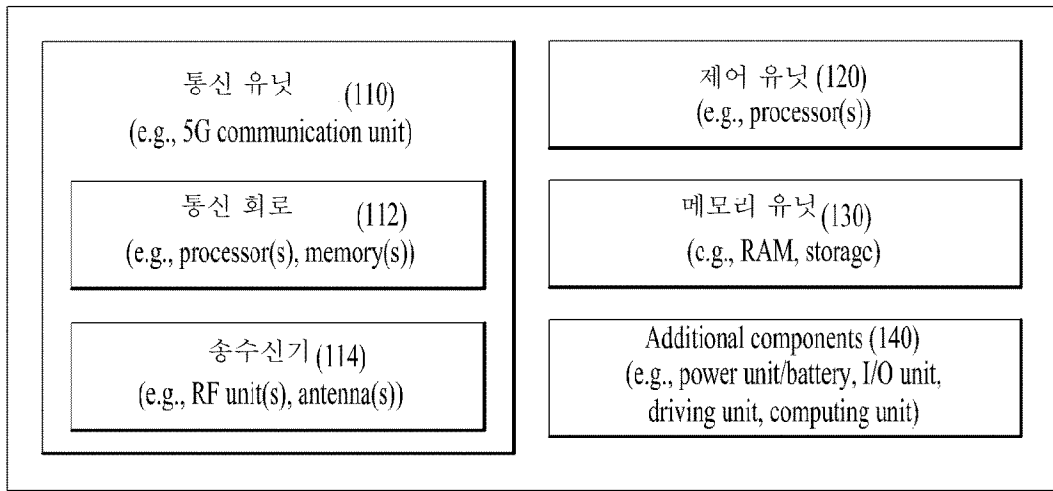 통신 유닛 (110)
(e.g., 5G communication unit)
통신 회로 (112)
(e.g., processor(s), memory(s))
송수신기 (114)
(e.g., RF unit(s), antenna(s))
제어 유닛 (120)
(e.g., processor(s))
메모리 유닛 (130)
(e.g., RAM, storage)
Additional components (140)
(e.g., power unit/battery, I/O unit,
driving unit, computing unit)